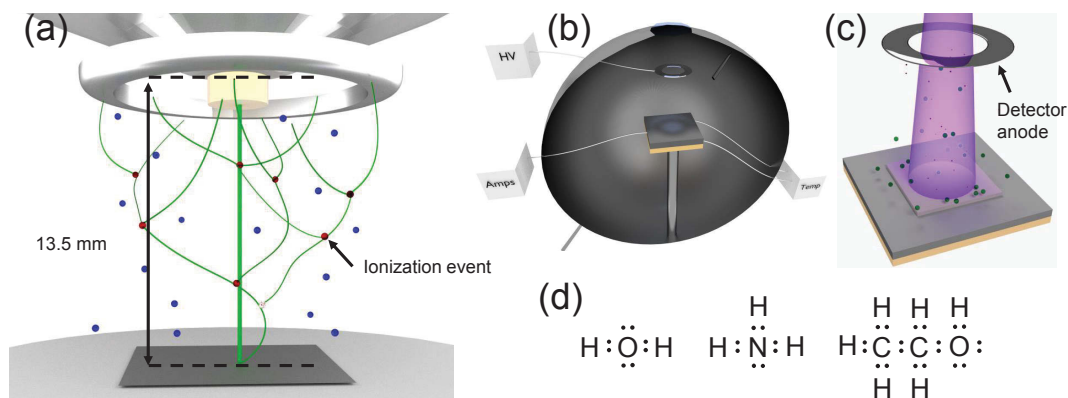 (a)
13.5 mm
Ionization event
(b)
HV
Amps
Temp
(c)
Detector
anode
(d)
H:O:H
H
H:N:H
H H H
H:C:C:O:
H H